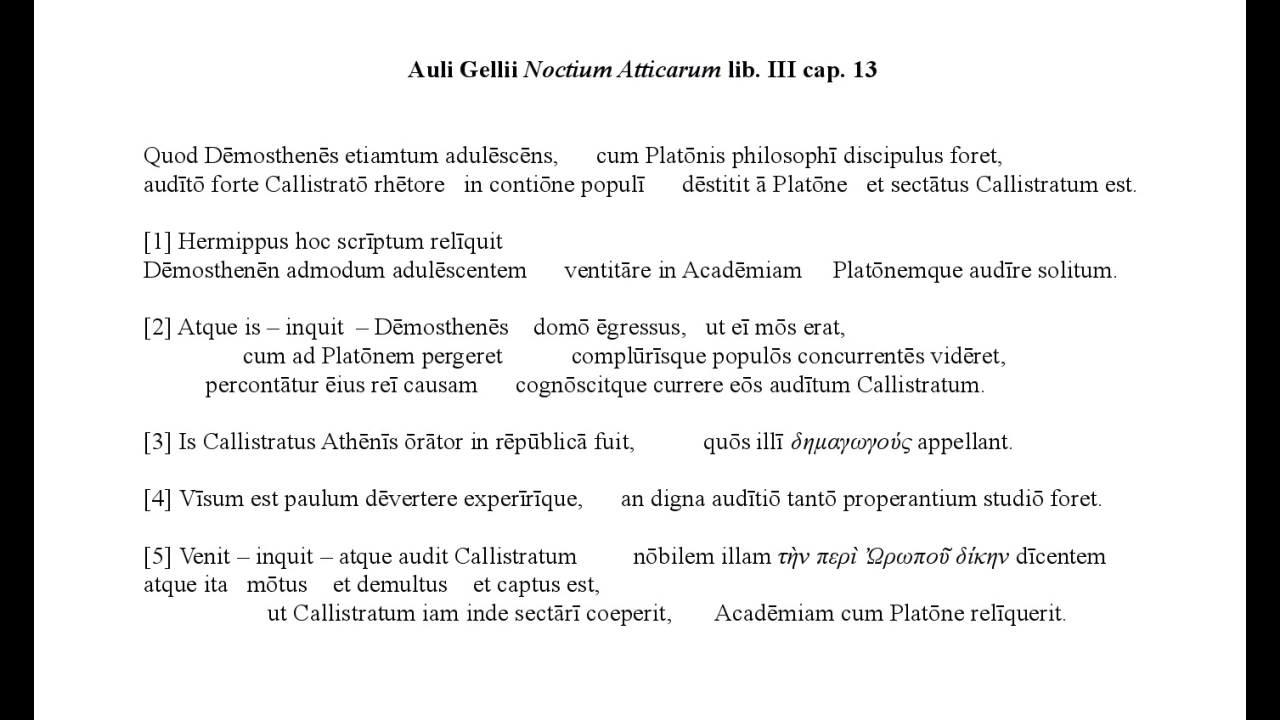 Auli Gellii Noctium Atticarum lib. III cap. 13
Quod Dēmosthenēs etiamtum adulēscēns, cum Platōnis philosophī discipulus foret,
audītō forte Callistratō rhētore in contiōne populī dēstitit ā Platōne et sectātus Callistratum est.
[1] Hermippus hoc scrīptum relīquit
Dēmosthenēn admodum adulēscentem ventitāre in Acadēmiam Platōnemque audīre solitum.
[2] Atque is – inquit – Dēmosthenēs domō ēgressus, ut eī mōs erat,
cum ad Platōnem pergeret complūrīsque populōs concurrentēs vidēret,
percontātur ēius reī causam cognōscitque currere eōs audītum Callistratum.
[3] Is Callistratus Athēnīs ōrātor in rēpūblicā fuit, quōs illī δημαγωγούς appellant.
[4] Vīsum est paulum dēvertere experīrīque, an digna audītiō tantō properantium studiō foret.
[5] Venit – inquit – atque audit Callistratum nōbilem illam τὴν περὶ Ὠρωποῦ δίκην dīcentem
atque ita mōtus et demultus et captus est,
ut Callistratum iam inde sectārī coeperit, Acadēmiam cum Platōne relīquerit.